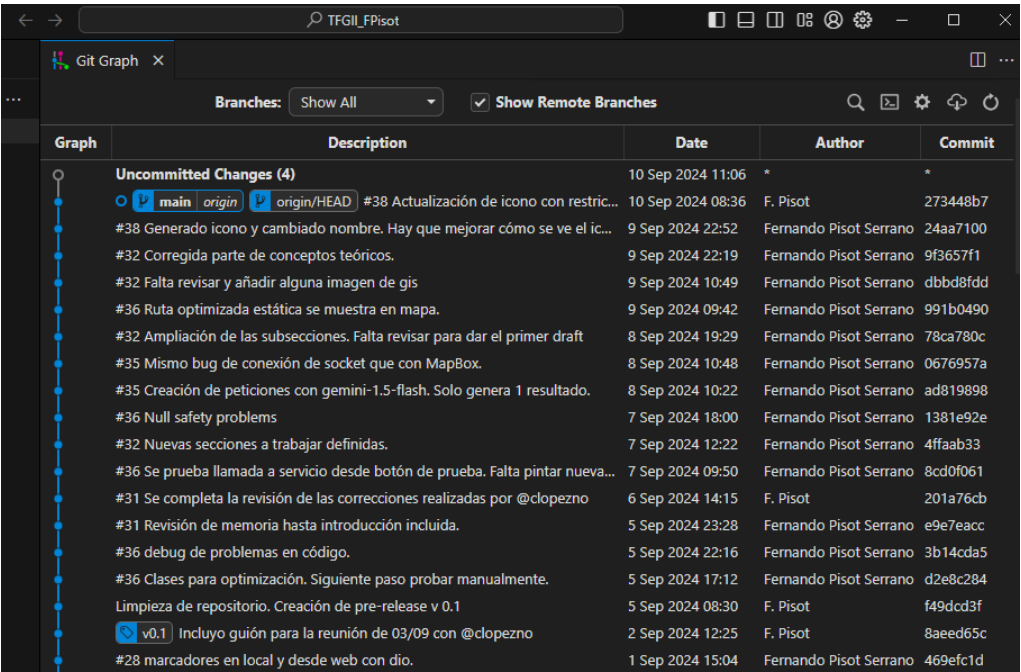 TFGII_FPisot
Git Graph
Branches: Show All Show Remote Branches
Graph Description Date Author Commit
Uncommitted Changes (4) 10 Sep 2024 11:06 * *
main origin origin/HEAD #38 Actualización de icono con restric... 10 Sep 2024 08:36 F. Pisot 273448b7
#38 Generado icono y cambiado nombre. Hay que mejorar cómo se ve el ic... 9 Sep 2024 22:52 Fernando Pisot Serrano 24aa7100
#32 Corregida parte de conceptos teóricos. 9 Sep 2024 22:19 Fernando Pisot Serrano 9f3657f1
#32 Falta revisar y añadir alguna imagen de gis 9 Sep 2024 10:49 Fernando Pisot Serrano dbbd8fdd
#36 Ruta optimizada estática se muestra en mapa. 9 Sep 2024 09:42 Fernando Pisot Serrano 991b0490
#32 Ampliación de las subsecciones. Falta revisar para dar el primer draft 8 Sep 2024 19:29 Fernando Pisot Serrano 78ca780c
#35 Mismo bug de conexión de socket que con MapBox. 8 Sep 2024 10:48 Fernando Pisot Serrano 0676957a
#35 Creación de peticiones con gemini-1.5-flash. Solo genera 1 resultado. 8 Sep 2024 10:22 Fernando Pisot Serrano ad819898
#36 Null safety problems 7 Sep 2024 18:00 Fernando Pisot Serrano 1381e92e
#32 Nuevas secciones a trabajar definidas. 7 Sep 2024 12:22 Fernando Pisot Serrano 4ffaab33
#36 Se prueba llamada a servicio desde botón de prueba. Falta pintar nueva... 7 Sep 2024 09:50 Fernando Pisot Serrano 8cd0f061
#31 Se completa la revisión de las correcciones realizadas por @clopezno 6 Sep 2024 14:15 F. Pisot 201a76cb
#31 Revisión de memoria hasta introducción incluida. 5 Sep 2024 23:28 Fernando Pisot Serrano e9e7eacc
#36 debug de problemas en código. 5 Sep 2024 22:16 Fernando Pisot Serrano 3b14cda5
#36 Clases para optimización. Siguiente paso probar manualmente. 5 Sep 2024 17:12 Fernando Pisot Serrano d2e8c284
Limpieza de repositorio. Creación de pre-release v 0.1 5 Sep 2024 08:30 F. Pisot f49dcd3f
v0.1 Incluyo guión para la reunión de 03/09 con @clopezno 2 Sep 2024 12:25 F. Pisot 8aeed65c
#28 marcadores en local y desde web con dio. 1 Sep 2024 15:04 Fernando Pisot Serrano 469efc1d